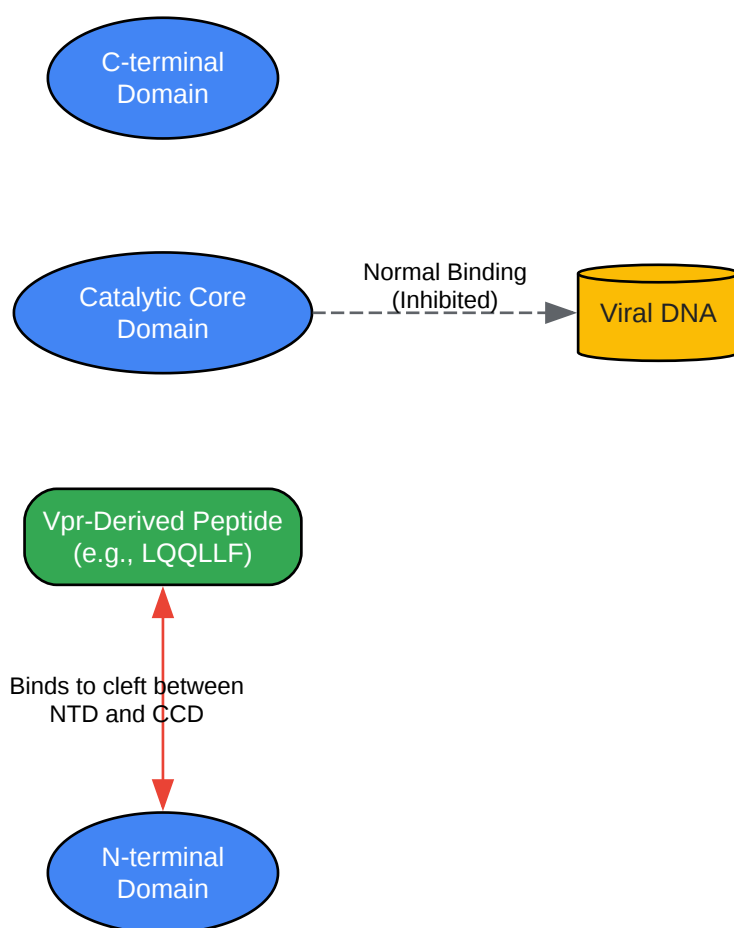 C-terminal
Domain
Catalytic Core
Domain
Normal Binding
(Inhibited)
Viral DNA
Vpr-Derived Peptide
(e.g., LQQLLF)
Binds to cleft between
NTD and CCD
N-terminal
Domain